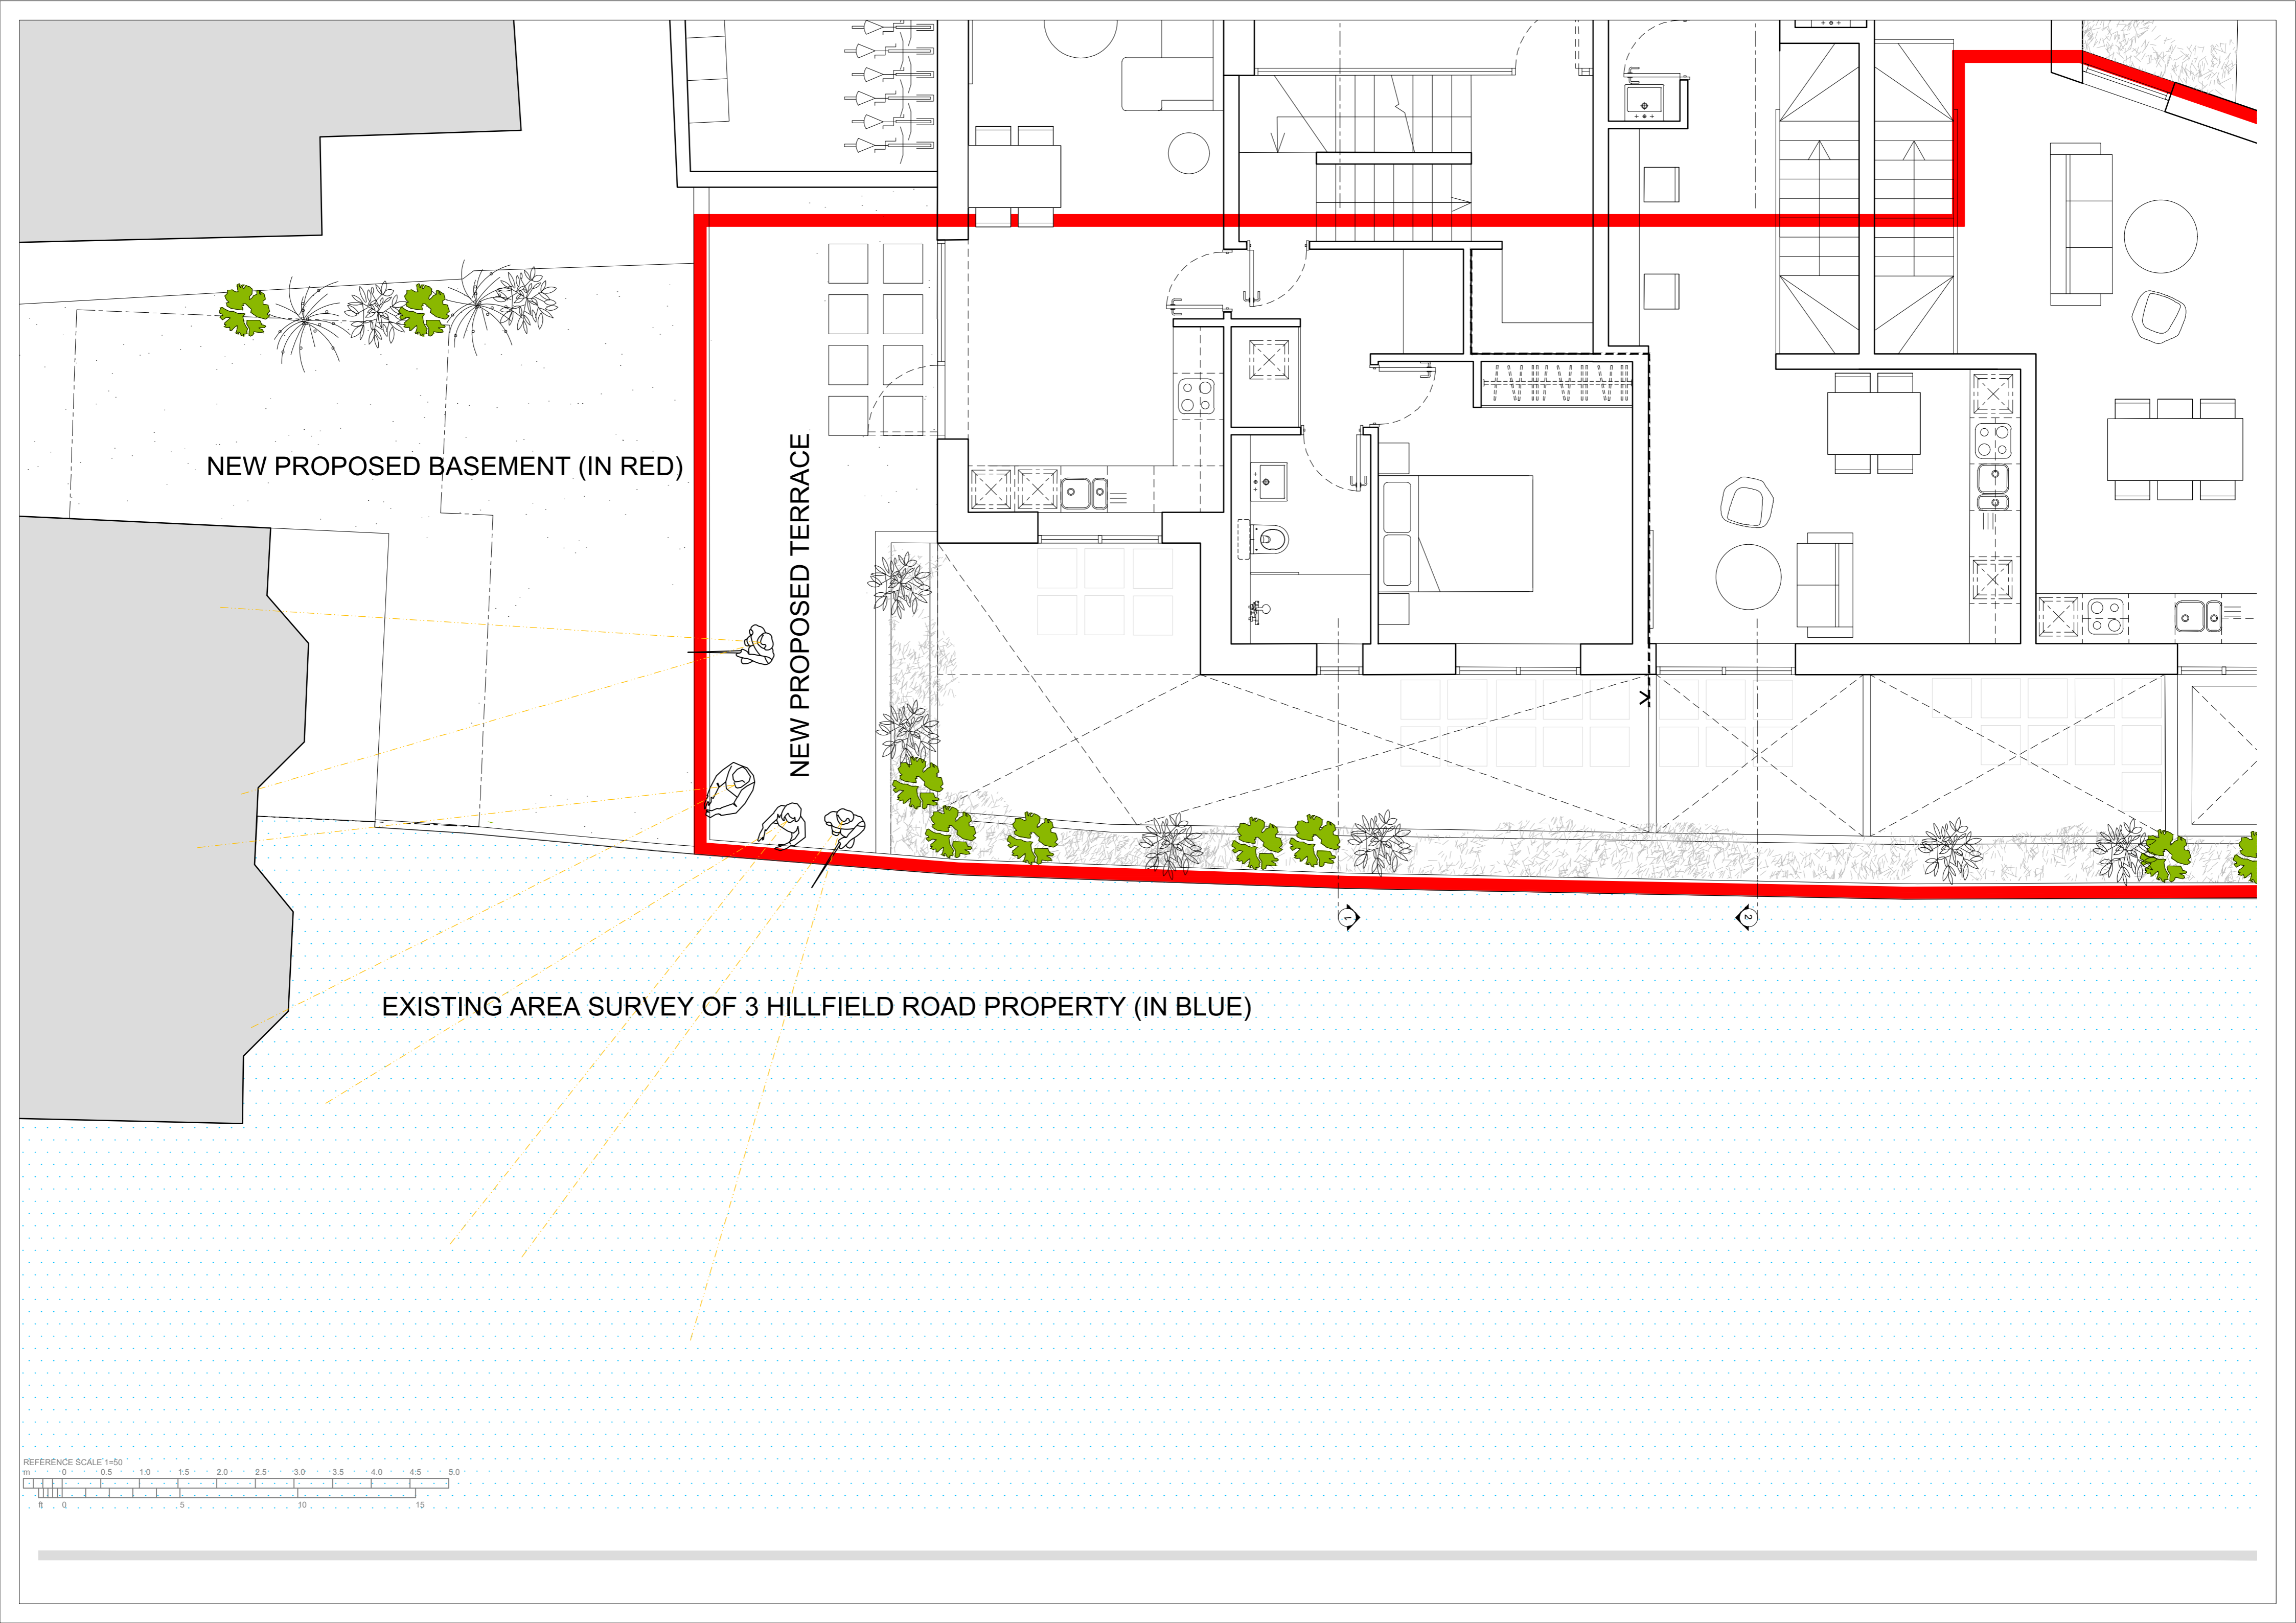 NEW PROPOSED BASEMENT (IN RED)
NEW PROPOSED TERRACE
1
2
EXISTING AREA SURVEY OF 3 HILLFIELD ROAD PROPERTY (IN BLUE)
REFERENCE SCALE 1=50
m 0 0.5 1.0 1.5 2.0 2.5 3.0 3.5 4.0 4.5 5.0
ft 0 5 10 15